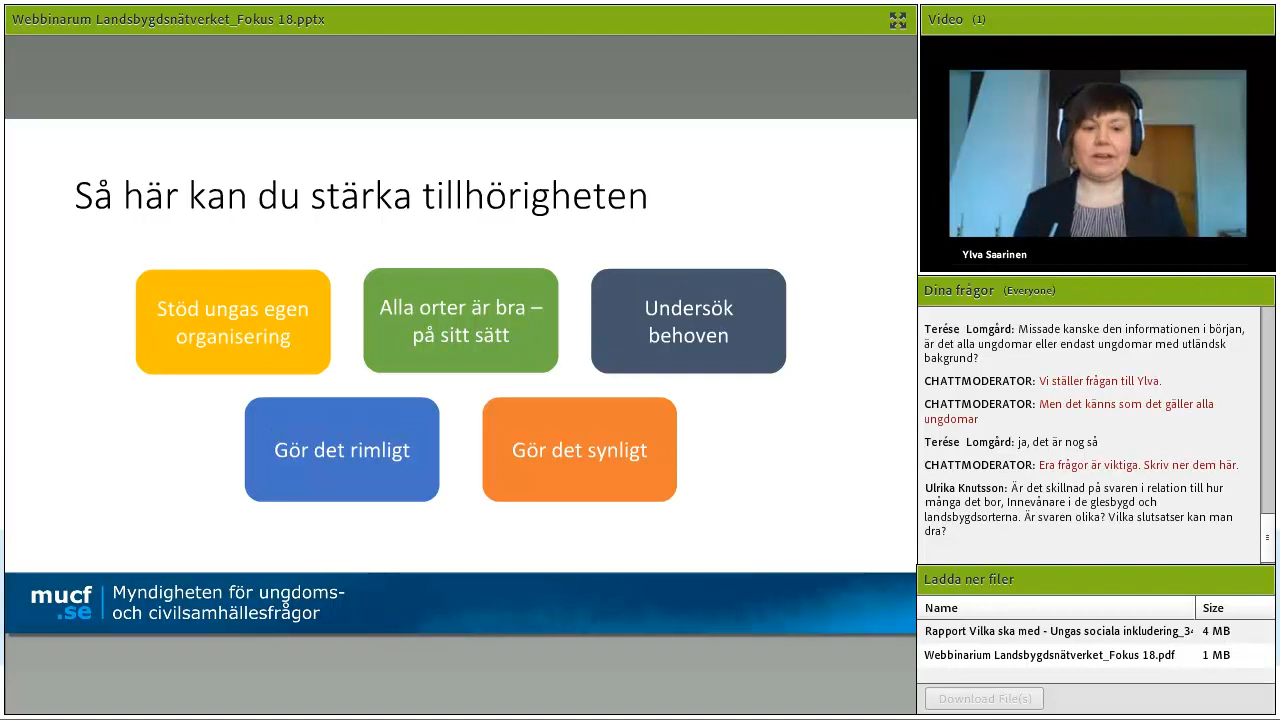 Webbinarum Landsbygdsnätverket_Fokus 18.pptx
Så här kan du stärka tillhörigheten
Stöd ungas egen
organisering
Alla orter är bra –
på sitt sätt
Undersök
behoven
Gör det rimligt
Gör det synligt
mucf
.se
Myndigheten för ungdoms-
och civilsamhällesfrågor
Video (1)
Ylva Saarinen
Dina frågor (Everyone)
Terése Lomgård: Missade kanske den informationen i början,
är det alla ungdomar eller endast ungdomar med utländsk
bakgrund?
CHATTMODERATOR: Vi ställer frågan till Ylva.
CHATTMODERATOR: Men det känns som det gäller alla
ungdomar
Terése Lomgård: ja, det är nog så
CHATTMODERATOR: Era frågor är viktiga. Skriv ner dem här.
Ulrika Knutsson: Är det skillnad på svaren i relation till hur
många det bor, Innevånare i de glesbygd och
landsbygdsorterna. Är svaren olika? Vilka slutsatser kan man
dra?
Ladda ner filer
Name Size
Rapport Vilka ska med - Ungas sociala inkludering_34 4 MB
Webbinarium Landsbygdsnätverket_Fokus 18.pdf 1 MB
Download File(s)